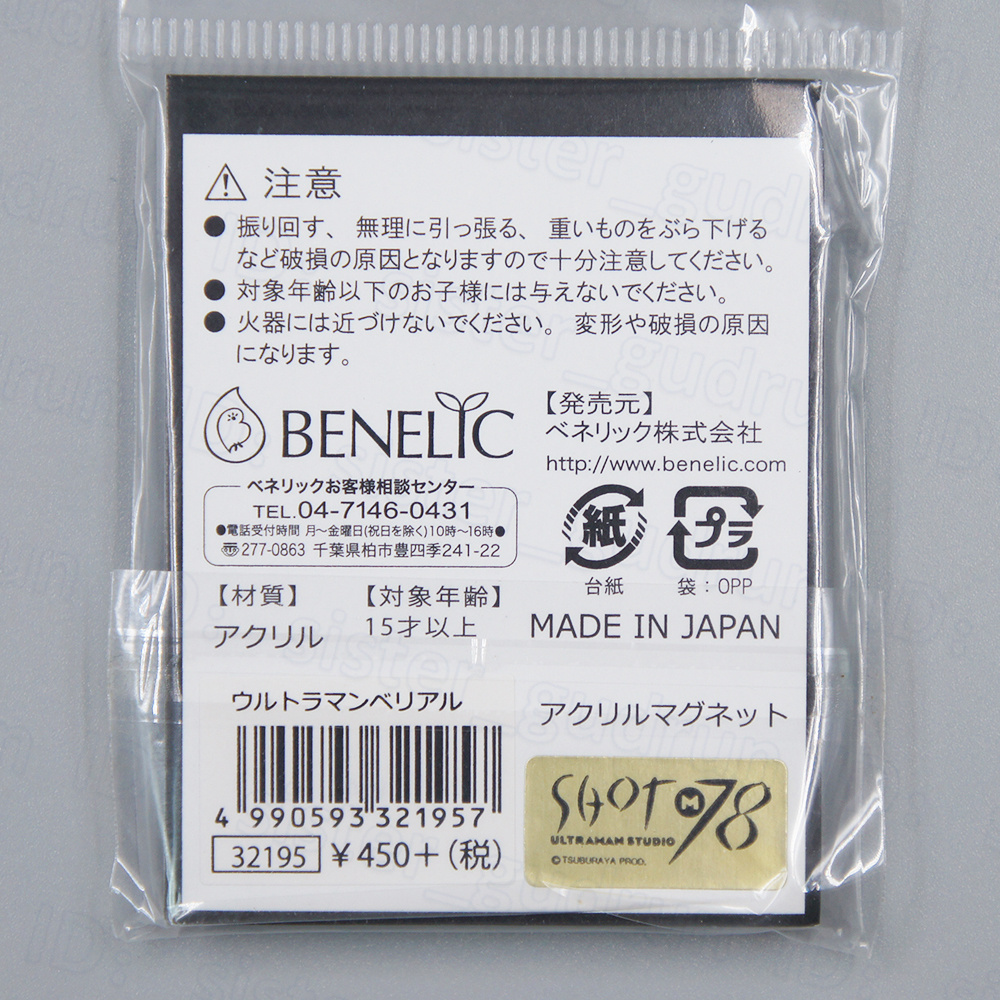 注意
●振り回す、無理に引っ張る、重いものをぶら下げる
など破損の原因となりますので十分注意してください。
●対象年齢以下のお子様には与えないでください。
●火器には近づけないでください。変形や破損の原因
になります。
BENELIC
【発売元】
ベネリック株式会社
http://www.benelic.com
ベネリックお客様相談センター
TEL.04-7146-0431
●電話受付時間 月~金曜日(祝日を除く)10時~16時●
277-0863 千葉県柏市豊四季241-22
紙
台紙
プラ
袋:OPP
【材質】
アクリル
【対象年齢】
15才以上
MADE IN JAPAN
ウルトラマンベリアル
4 990593 321957
32195 ¥450+(税)
アクリルマグネット
SHOT M78
ULTRAMAN STUDIO
©TSUBURAYA PROD.
ID: sister_gudrun